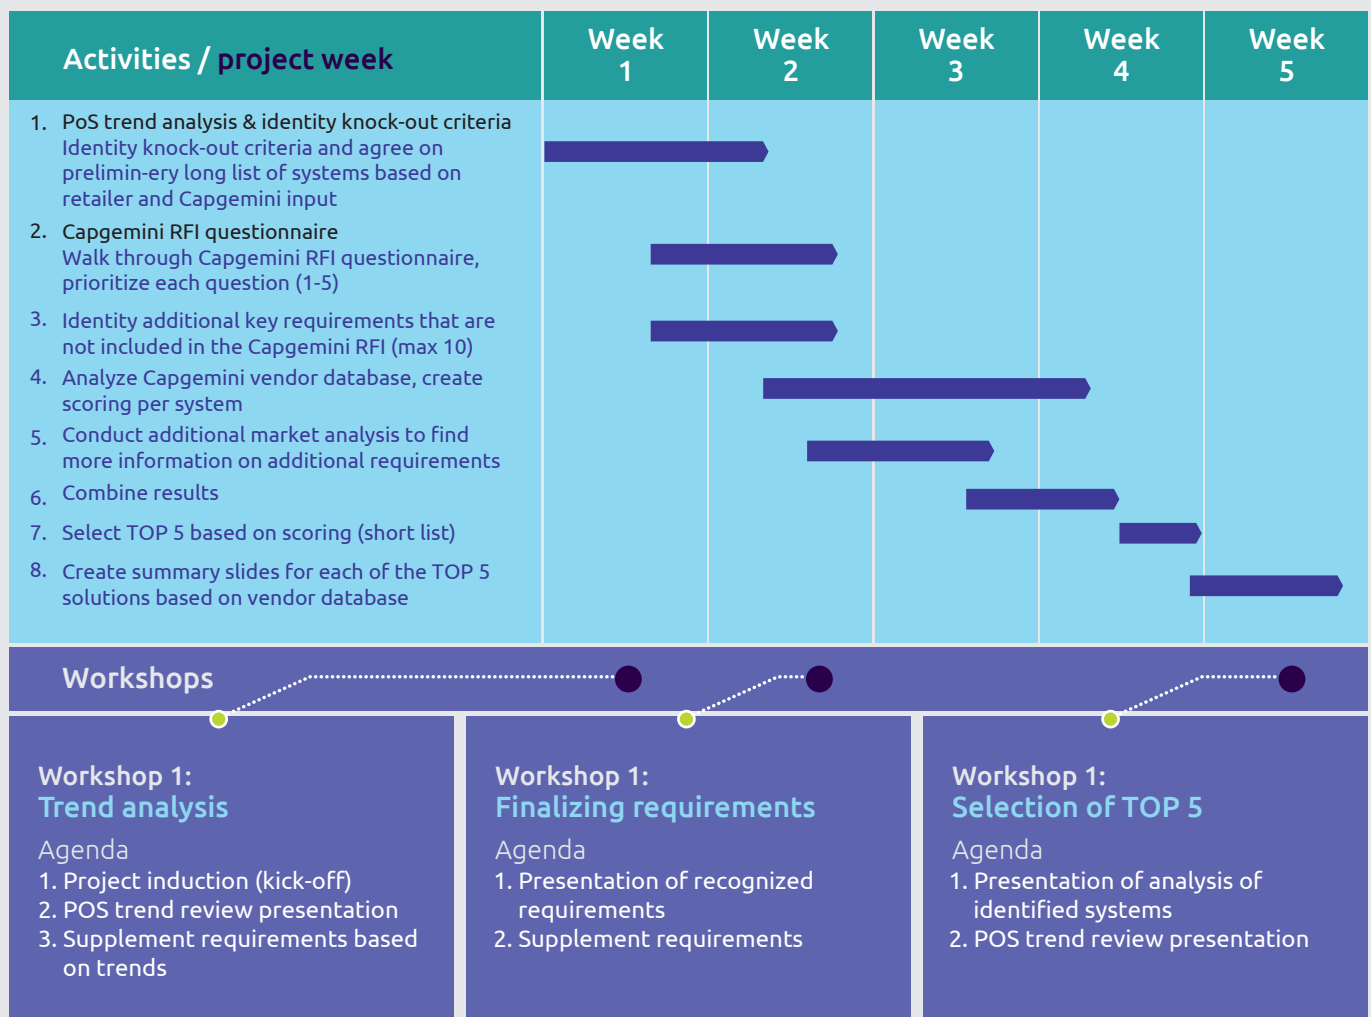 Activities / project week
Week
1
Week
2
Week
3
Week
4
Week
5
1. PoS trend analysis & identity knock-out criteria
Identity knock-out criteria and agree on
prelimin-ery long list of systems based on
retailer and Capgemini input
2. Capgemini RFI questionnaire
Walk through Capgemini RFI questionnaire,
prioritize each question (1-5)
3. Identity additional key requirements that are
not included in the Capgemini RFI (max 10)
4. Analyze Capgemini vendor database, create
scoring per system
5. Conduct additional market analysis to find
more information on additional requirements
6. Combine results
7. Select TOP 5 based on scoring (short list)
8. Create summary slides for each of the TOP 5
solutions based on vendor database
Workshops
Workshop 1:
Trend analysis
Agenda
1. Project induction (kick-off)
2. POS trend review presentation
3. Supplement requirements based
on trends
Workshop 1:
Finalizing requirements
Agenda
1. Presentation of recognized
requirements
2. Supplement requirements
Workshop 1:
Selection of TOP 5
Agenda
1. Presentation of analysis of
identified systems
2. POS trend review presentation